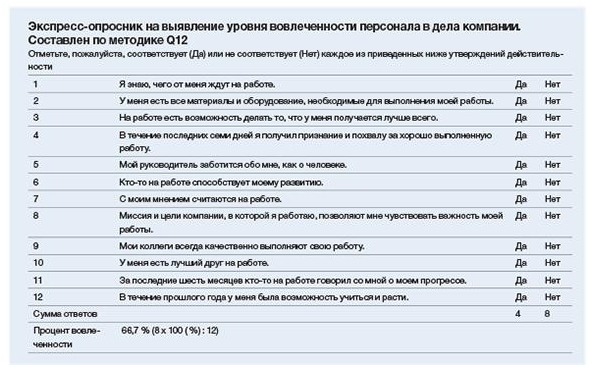 Экспресс-опросник на выявление уровня вовлеченности персонала в дела компании.
Составлен по методике Q12
Отметьте, пожалуйста, соответствует (Да) или не соответствует (Нет) каждое из приведенных ниже утверждений действитель-
ности
1 Я знаю, чего от меня ждут на работе. Да Нет
2 У меня есть все материалы и оборудование, необходимые для выполнения моей работы. Да Нет
3 На работе есть возможность делать то, что у меня получается лучше всего. Да Нет
4 В течение последних семи дней я получил признание и похвалу за хорошо выполненную Да Нет
работу.
5 Мой руководитель заботится обо мне, как о человеке. Да Нет
6 Кто-то на работе способствует моему развитию. Да Нет
7 С моим мнением считаются на работе. Да Нет
8 Миссия и цели компании, в которой я работаю, позволяют мне чувствовать важность моей Да Нет
работы.
9 Мои коллеги всегда качественно выполняют свою работу. Да Нет
10 У меня есть лучший друг на работе. Да Нет
11 За последние шесть месяцев кто-то на работе говорил со мной о моем прогрессе. Да Нет
12 В течение прошлого года у меня была возможность учиться и расти. Да Нет
Сумма ответов 4 8
Процент вовле- 66,7 % (8 х 100 (%) : 12)
ченности